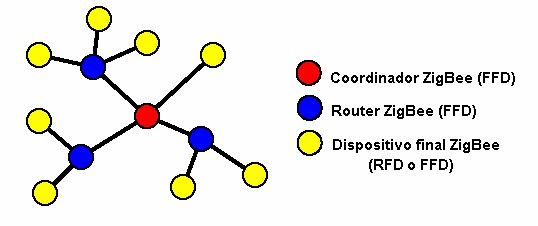 Coordinador ZigBee (FFD)
Router ZigBee (FFD)
Dispositivo final ZigBee
(RFD o FFD)